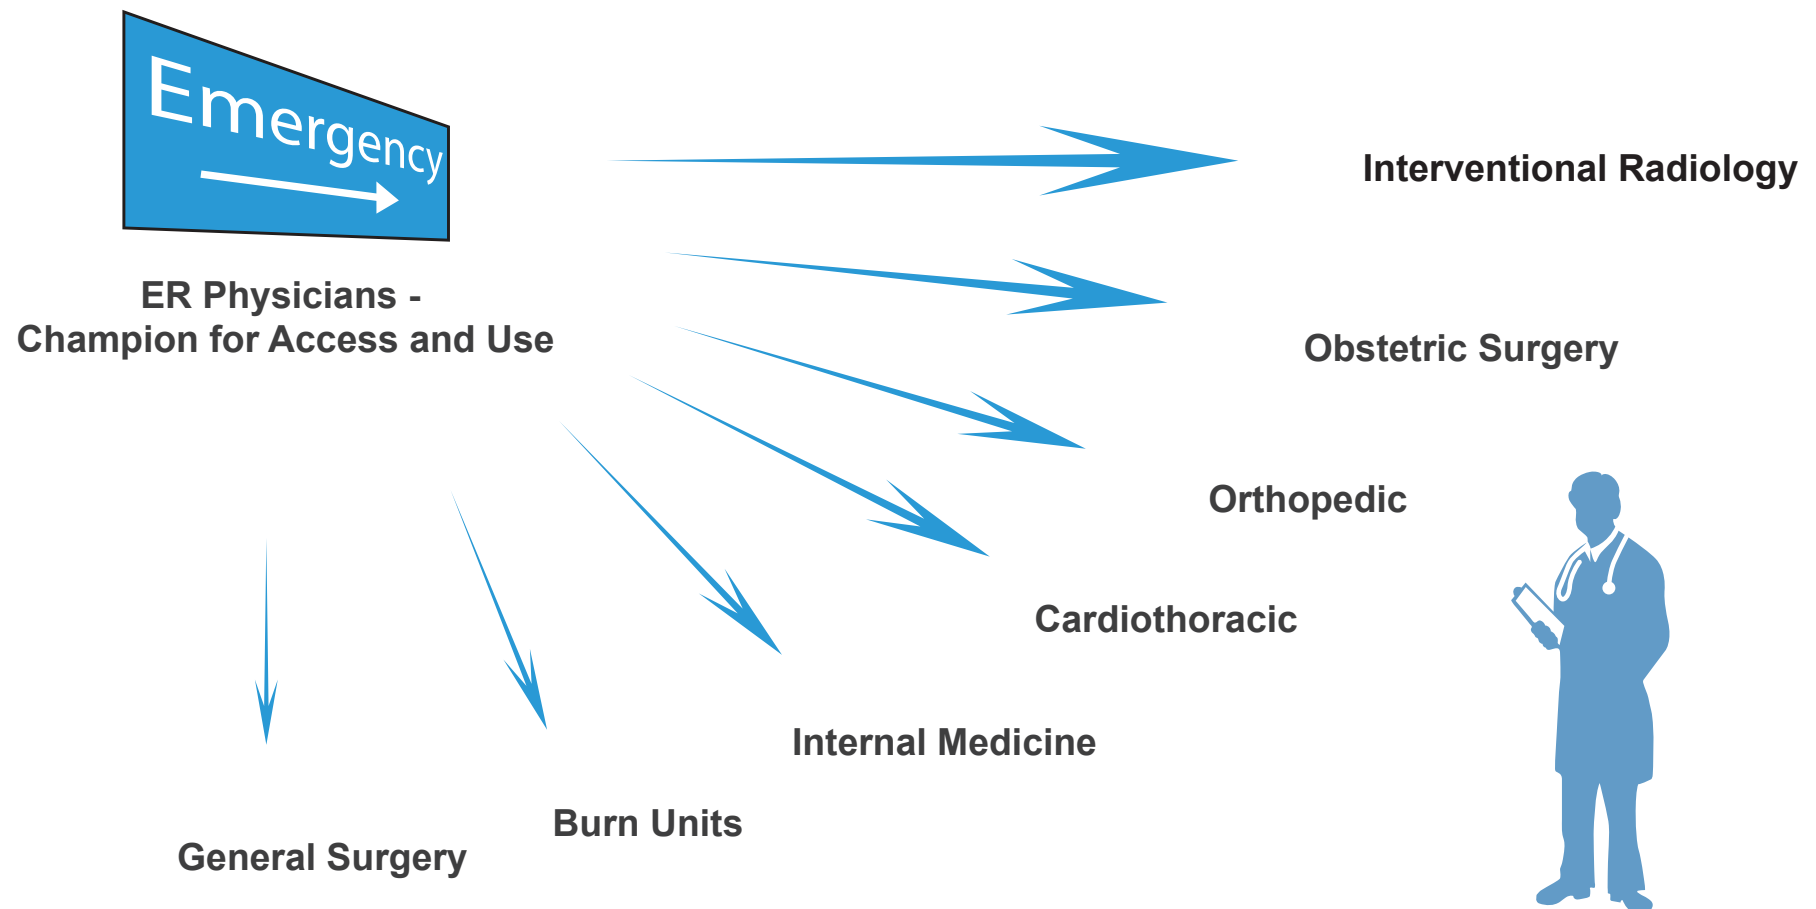 Emergency
ER Physicians -
Champion for Access and Use
Interventional Radiology
Obstetric Surgery
Orthopedic
Cardiothoracic
Internal Medicine
Burn Units
General Surgery